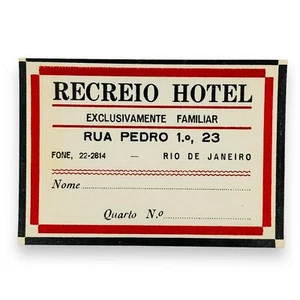 RECREIO HOTEL
EXCLUSIVAMENTE FAMILIAR
RUA PEDRO 1.º, 23
FONE, 22-2814 — RIO DE JANEIRO
Nome
Quarto N.º